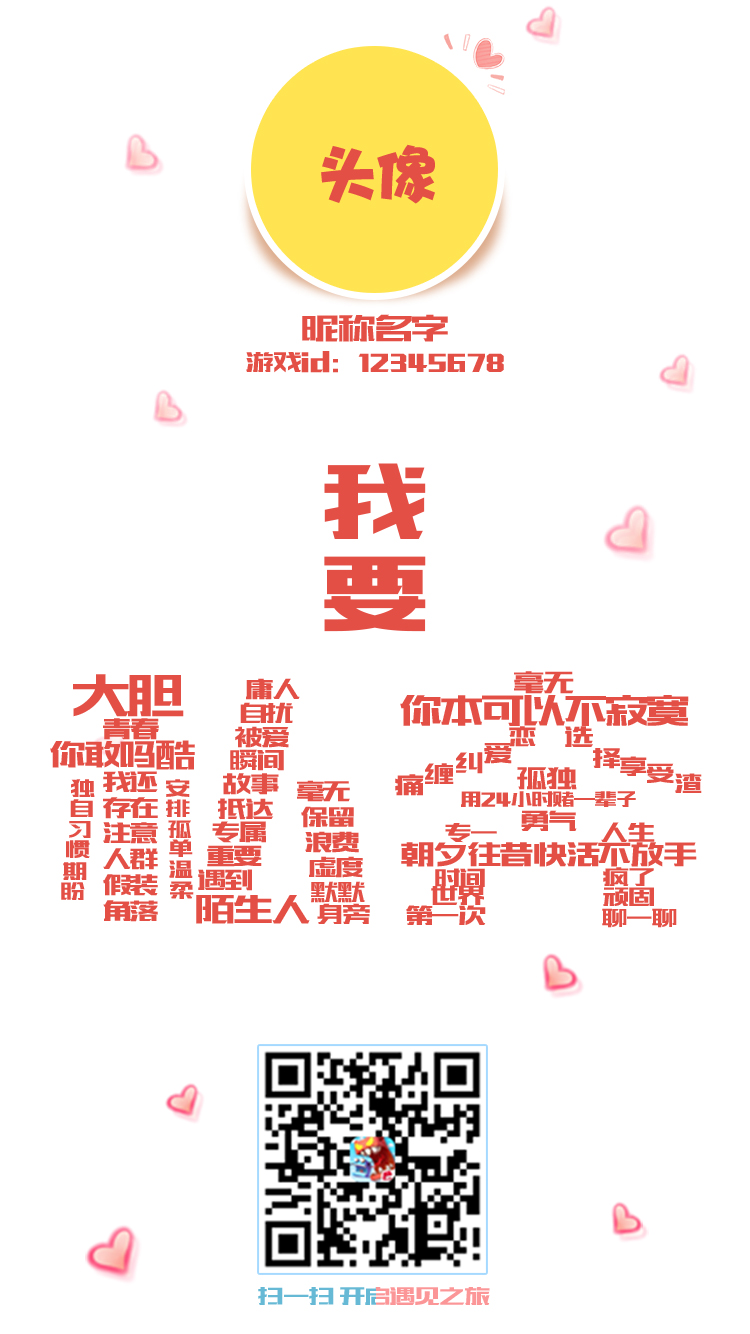 头像
昵称名字
游戏id：12345678
我
要
大胆
青春
你敢吗酷
独自习惯期盼
我还
存在
注意
人群
假装
角落
安排孤单温柔
庸人
自扰
被爱
瞬间
故事
抵达
专属
重要
遇到
陌生人
毫无
保留
浪费
虚度
默默
身旁
毫无
你本可以不寂寞
恋 选
痛缠纠爱
择享受渣
孤独
用24小时赌一辈子
勇气
专一
人生
朝夕往昔快活不放手
时间
世界
第一次
疯了
顽固
聊一聊
扫一扫 开启遇见之旅